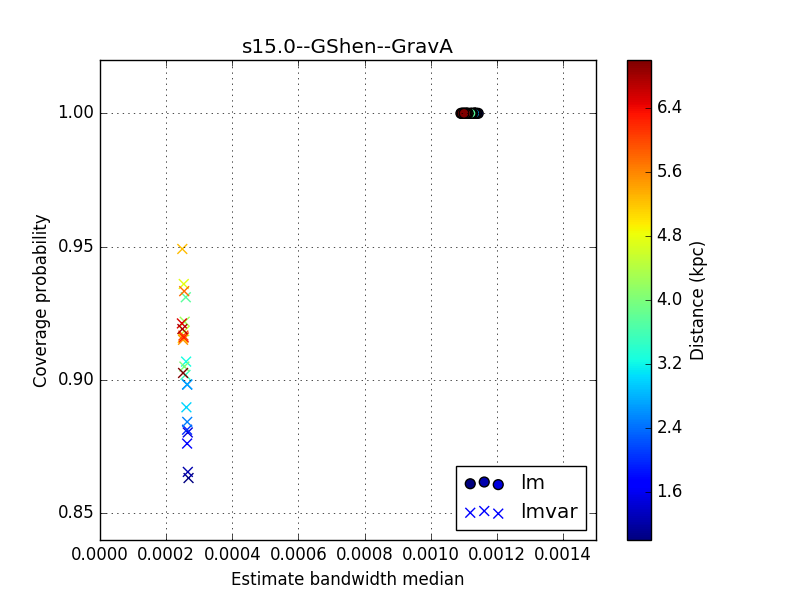 s15.0--GShen--GravA
1.00
0.95
0.90
0.85
Coverage probability
0.0000 0.0002 0.0004 0.0006 0.0008 0.0010 0.0012 0.0014
Estimate bandwidth median
lm
lmvar
6.4
5.6
4.8
4.0
3.2
2.4
1.6
Distance (kpc)